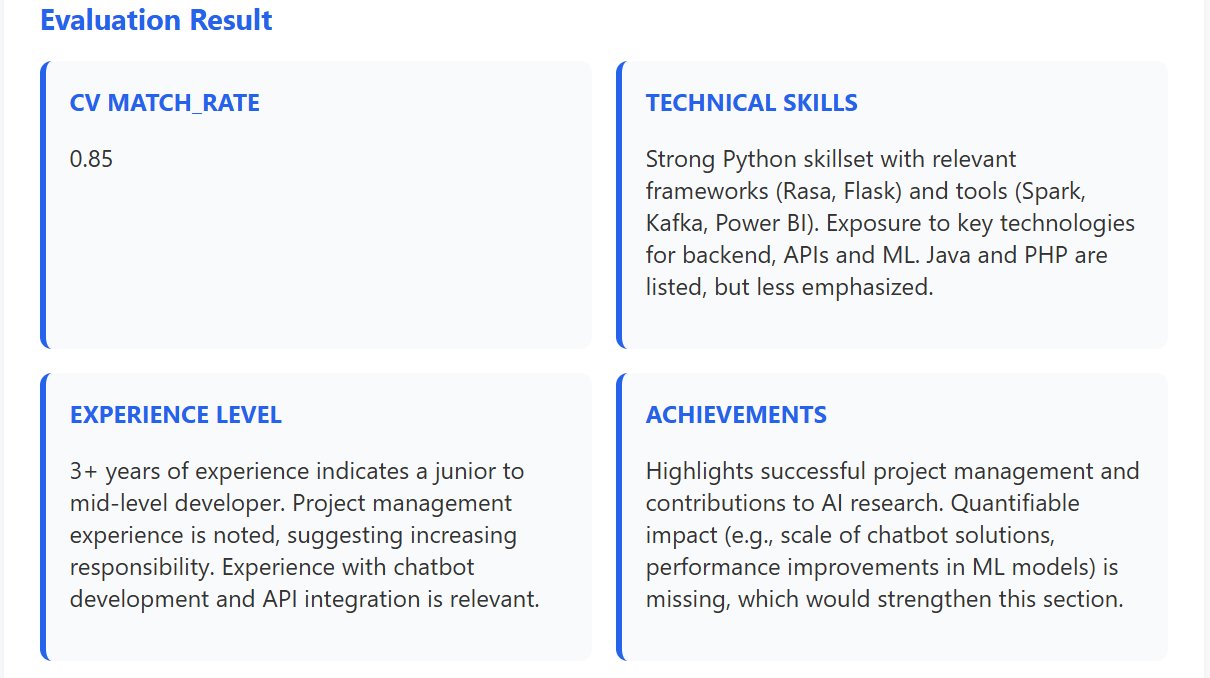 Evaluation Result
CV MATCH_RATE
0.85
TECHNICAL SKILLS
Strong Python skillset with relevant
frameworks (Rasa, Flask) and tools (Spark,
Kafka, Power BI). Exposure to key technologies
for backend, APIs and ML. Java and PHP are
listed, but less emphasized.
EXPERIENCE LEVEL
3+ years of experience indicates a junior to
mid-level developer. Project management
experience is noted, suggesting increasing
responsibility. Experience with chatbot
development and API integration is relevant.
ACHIEVEMENTS
Highlights successful project management and
contributions to AI research. Quantifiable
impact (e.g., scale of chatbot solutions,
performance improvements in ML models) is
missing, which would strengthen this section.